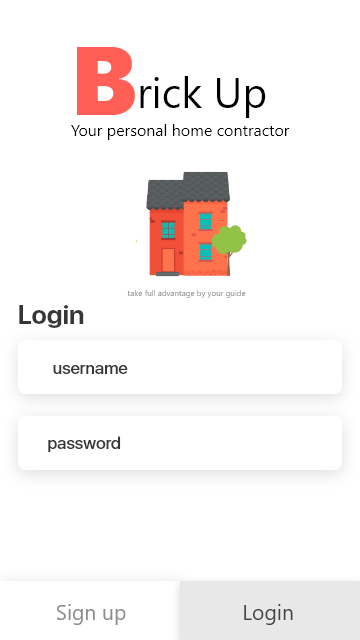 Brick Up
Your personal home contractor
take full advantage by your guide
Login
username
password
Sign up
Login